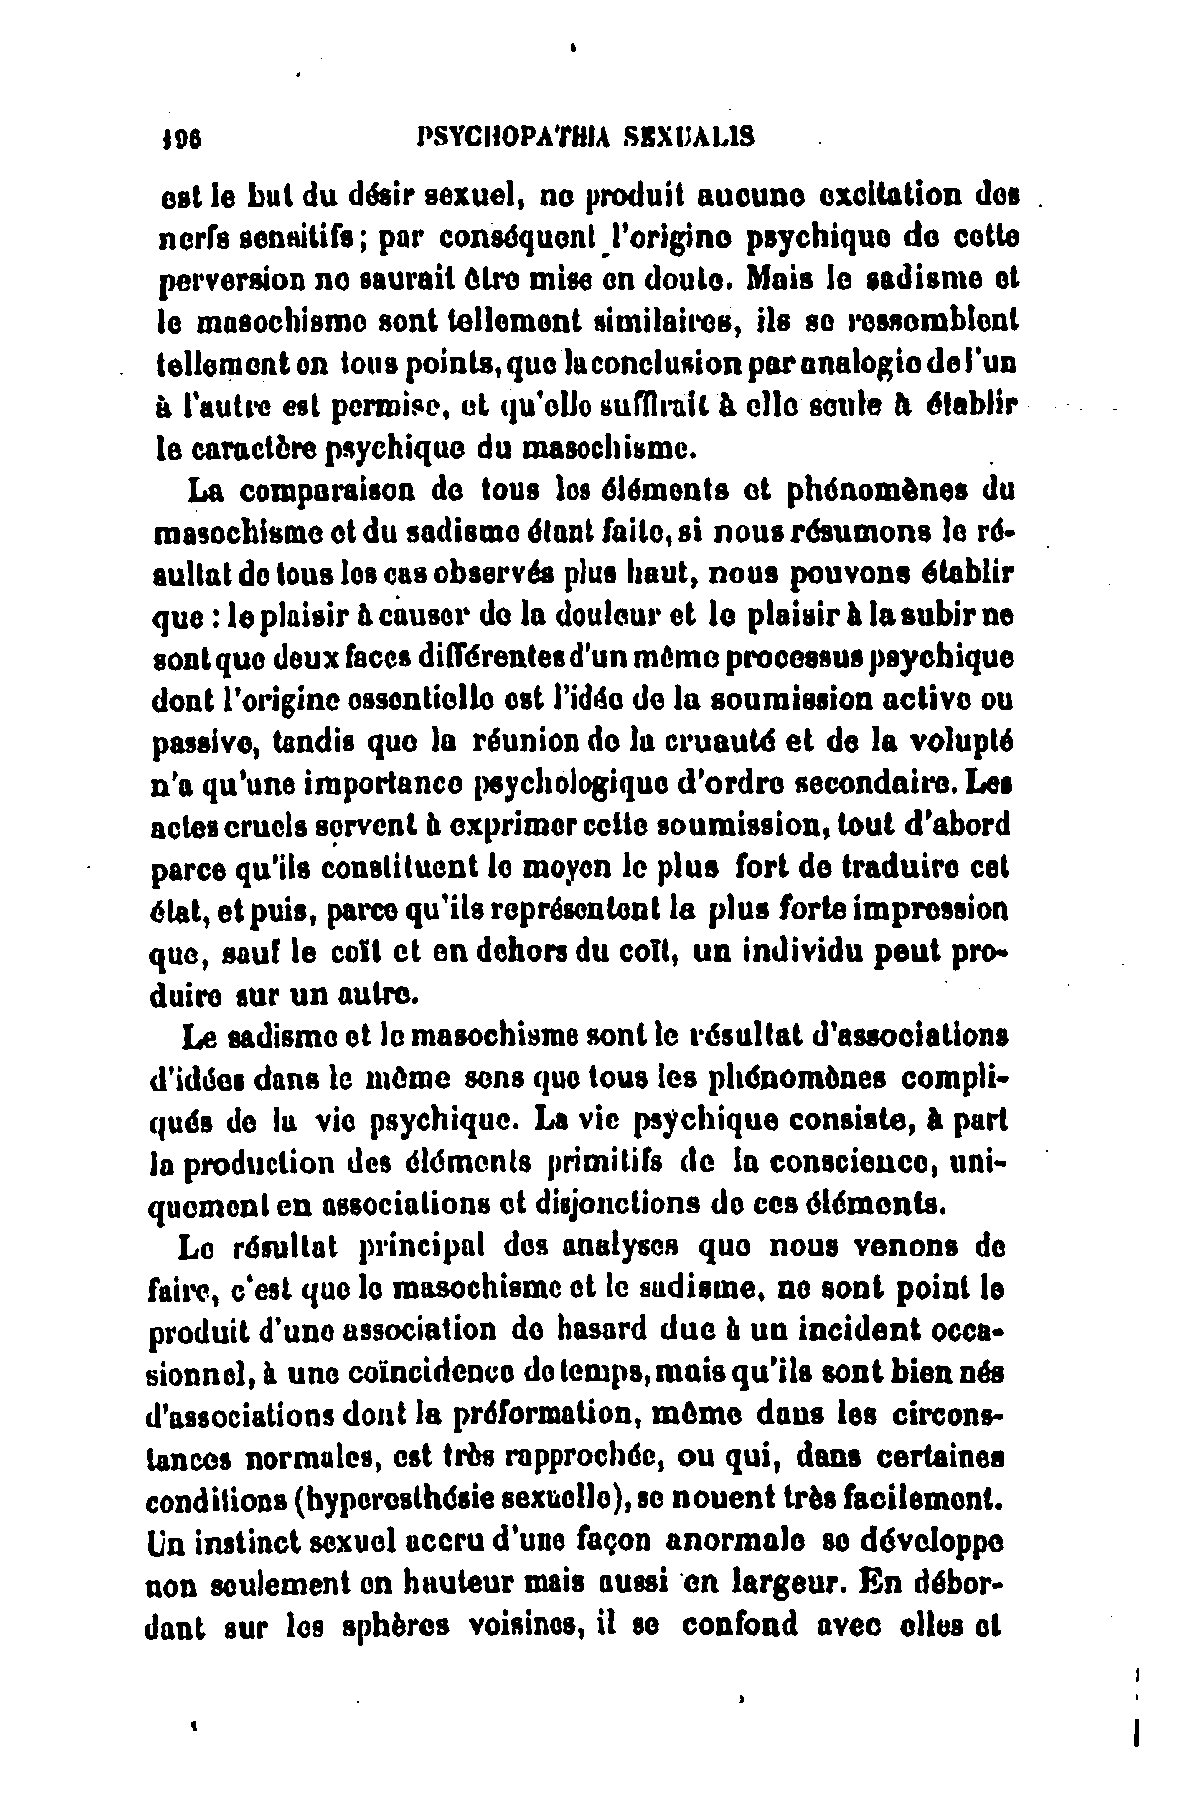 196 PSYCHOPATHIA SEXUALIS
est le but du désir sexuel, ne produit aucune excitation des
nerfs sensitifs; par conséquent l'origine psychique de cette
perversion ne saurait être mise en doute. Mais le sadisme et
le masochisme sont tellement similaires, ils se ressemblent
tellement en tous points, que la conclusion par analogie de l'un
à l'autre est permise, et qu'elle suffirait à elle seule à établir
le caractère psychique du masochisme.
La comparaison de tous les éléments et phénomènes du
masochisme et du sadisme étant faite, si nous résumons le ré-
sultat de tous les cas observés plus haut, nous pouvons établir
que : le plaisir à causer de la douleur et le plaisir à la subir ne
sont que deux faces différentes d'un même processus psychique
dont l'origine essentielle est l'idée de la soumission active ou
passive, tandis que la réunion de la cruauté et de la volupté
n'a qu'une importance psychologique d'ordre secondaire. Les
actes cruels servent à exprimer cette soumission, tout d'abord
parce qu'ils constituent le moyen le plus fort de traduire cet
état, et puis, parce qu'ils représentent la plus forte impression
que, sauf le coït et en dehors du coït, un individu peut pro-
duire sur un autre.
Le sadisme et le masochisme sont le résultat d'associations
d'idées dans le même sens que tous les phénomènes compli-
qués de la vie psychique. La vie psychique consiste, à part
la production des éléments primitifs de la conscience, uni-
quement en associations et disjonctions de ces éléments.
Le résultat principal des analyses que nous venons de
faire, c'est que le masochisme et le sadisme, ne sont point le
produit d'une association de hasard due à un incident occa-
sionnel, à une coïncidence de temps, mais qu'ils sont bien nés
d'associations dont la préformation, même dans les circons-
tances normales, est très rapprochée, ou qui, dans certaines
conditions (hyperesthésie sexuelle), se nouent très facilement.
Un instinct sexuel accru d'une façon anormale se développe
non seulement en hauteur mais aussi en largeur. En débor-
dant sur les sphères voisines, il se confond avec elles et